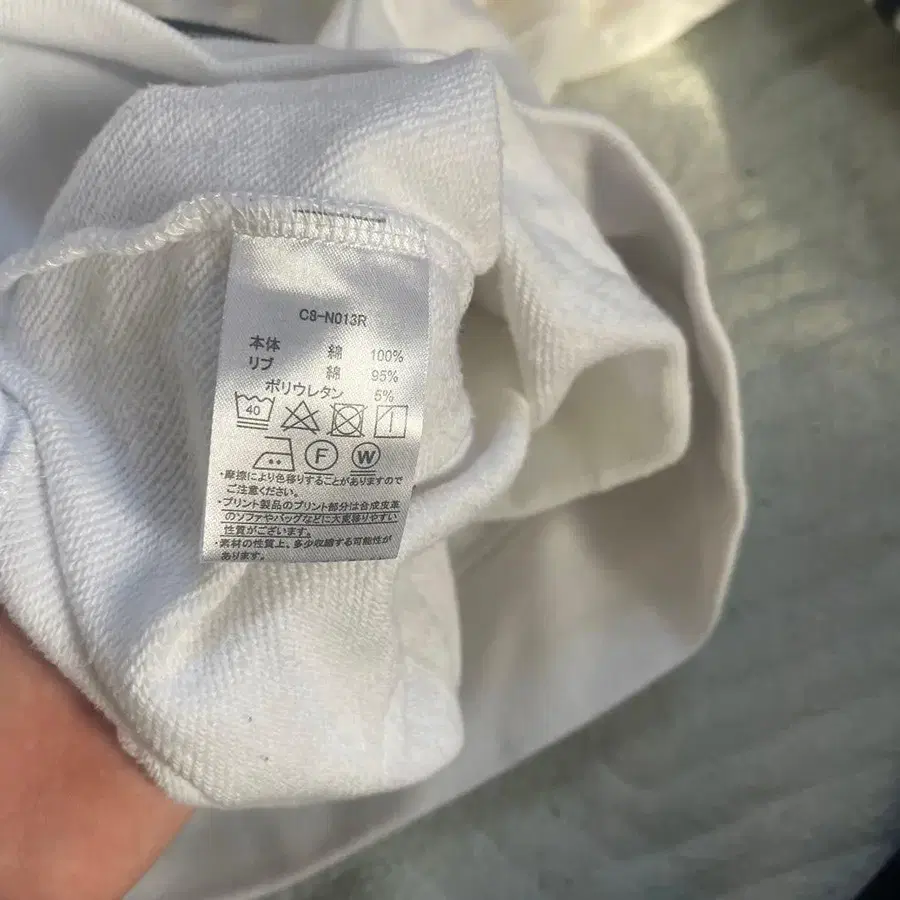 C8-N013R
本体 綿 100%
リブ 綿 95%
ポリウレタン 5%
40
F W
・摩擦により色移りすることがありますので
ご注意ください。
・プリント製品のプリント部分は合成皮革
のソファやバッグなどに大変移りやすい
性質がございます。
・素材の性質上、多少収縮する可能性が
あります。